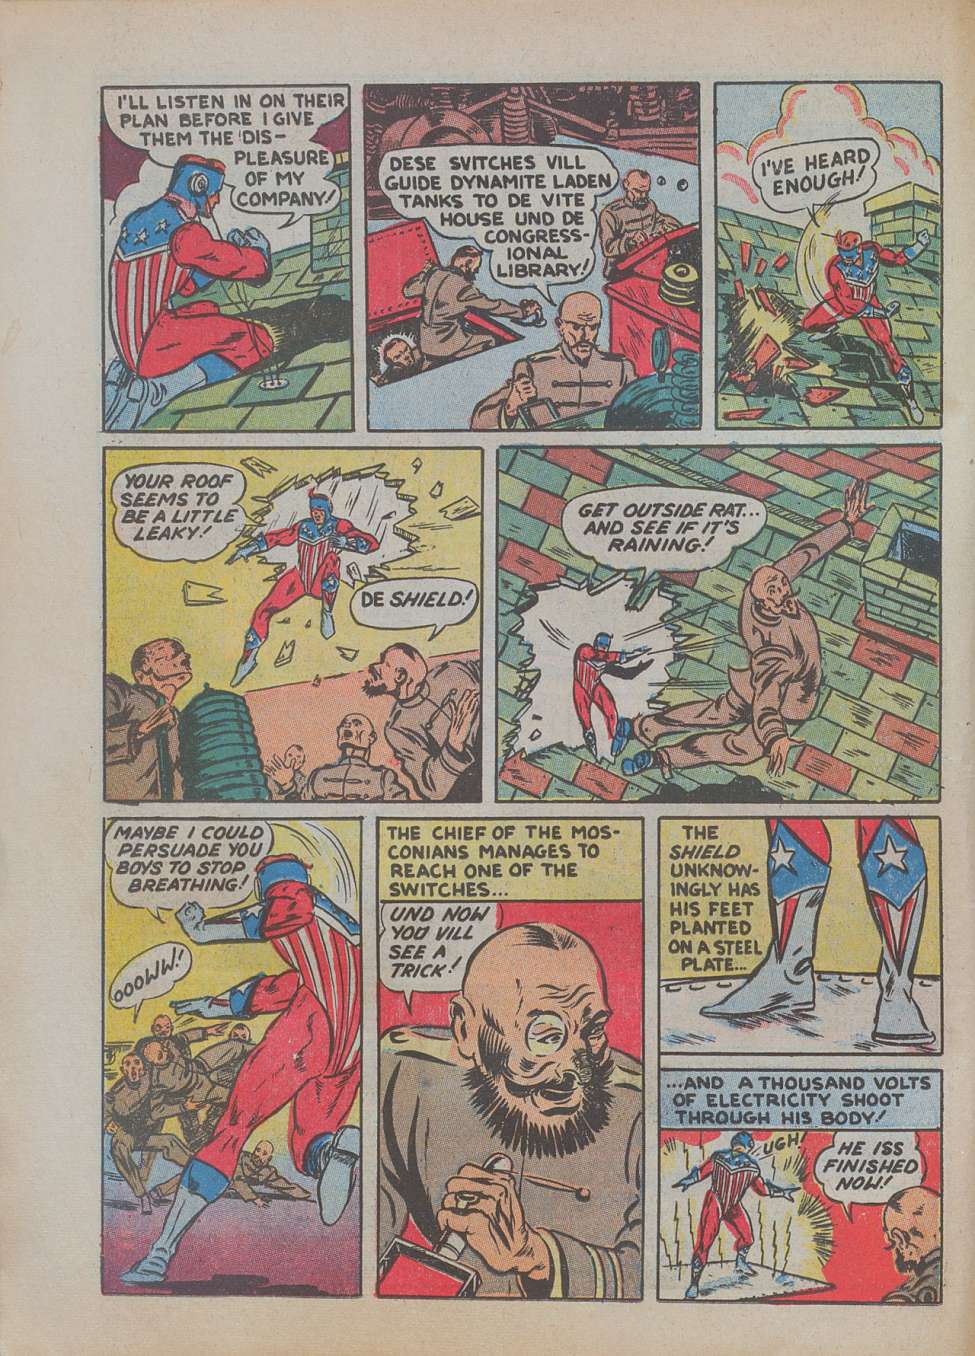 I'LL LISTEN IN ON THEIR
PLAN BEFORE I GIVE
THEM THE 'DIS-
PLEASURE
OF MY
COMPANY!
DESE SVITCHES VILL
GUIDE DYNAMITE LADEN
TANKS TO DE VITE
HOUSE UND DE
CONGRESS-
IONAL
LIBRARY!
I'VE HEARD
ENOUGH!
YOUR ROOF
SEEMS TO
BE A LITTLE
LEAKY!
DE SHIELD!
GET OUTSIDE RAT...
AND SEE IF IT'S
RAINING!
MAYBE I COULD
PERSUADE YOU
BOYS TO STOP
BREATHING!
OOOWW!
THE CHIEF OF THE MOS-
CONIANS MANAGES TO
REACH ONE OF THE
SWITCHES...
UND NOW
YOU VILL
SEE A
TRICK!
THE
SHIELD
UNKNOW-
INGLY HAS
HIS FEET
PLANTED
ON A STEEL
PLATE...
...AND A THOUSAND VOLTS
OF ELECTRICITY SHOOT
THROUGH HIS BODY!
UGH!
HE ISS
FINISHED
NOW!